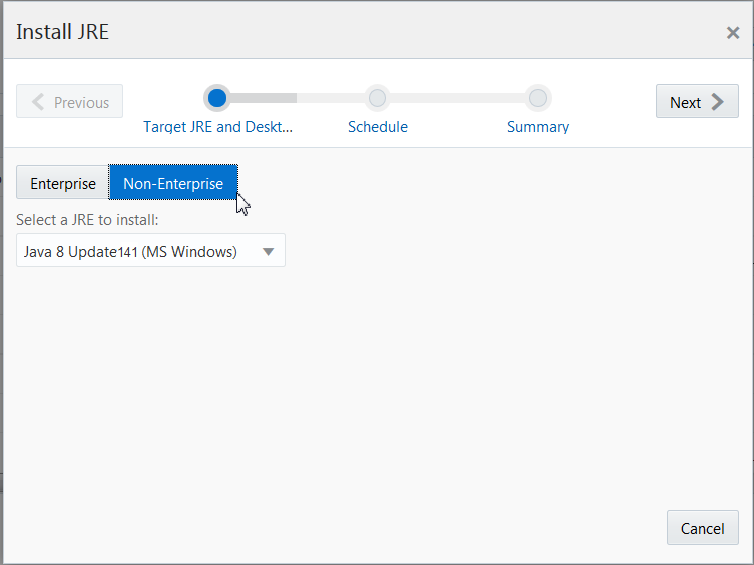 Install JRE
Previous
Next
Target JRE and Deskt...
Schedule
Summary
Enterprise
Non-Enterprise
Select a JRE to install:
Java 8 Update141 (MS Windows)
Cancel